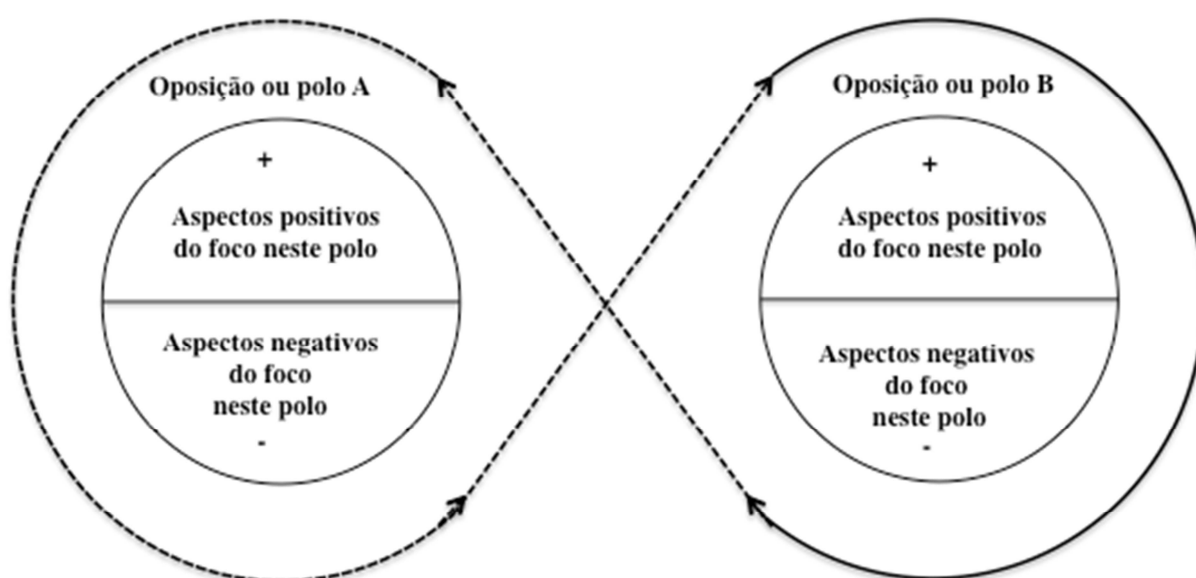 Oposição ou polo A
+
Aspectos positivos
do foco neste polo
Aspectos negativos
do foco
neste polo
-
Oposição ou polo B
+
Aspectos positivos
do foco neste polo
Aspectos negativos
do foco
neste polo
-